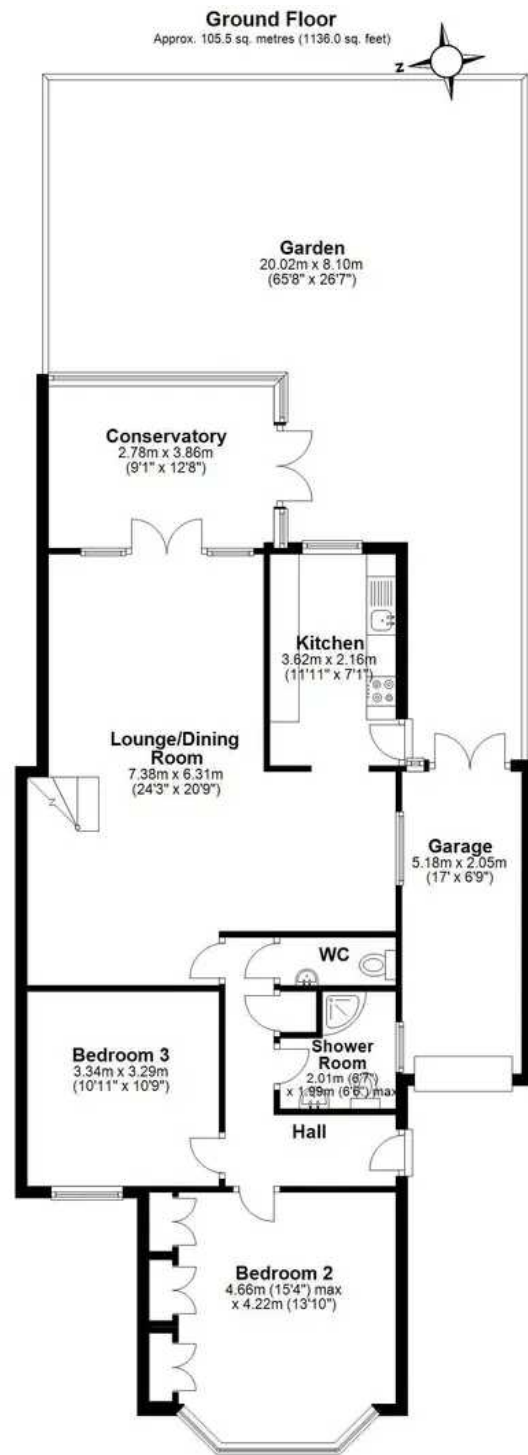 Ground Floor
Approx. 105.5 sq. metres (1136.0 sq. feet)
Z
Garden
20.02m x 8.10m
(65'8" x 26'7")
Conservatory
2.78m x 3.86m
(9'1" x 12'8")
Kitchen
3.62m x 2.16m
(11'11" x 7'1")
Lounge/Dining
Room
7.38m x 6.31m
(24'3" x 20'9")
Garage
5.18m x 2.05m
(17' x 6'9")
WC
Shower
Room
2.01m (6'7")
x 1.99m (6'6") max
Bedroom 3
3.34m x 3.29m
(10'11" x 10'9")
Hall
Bedroom 2
4.66m (15'4") max
x 4.22m (13'10")